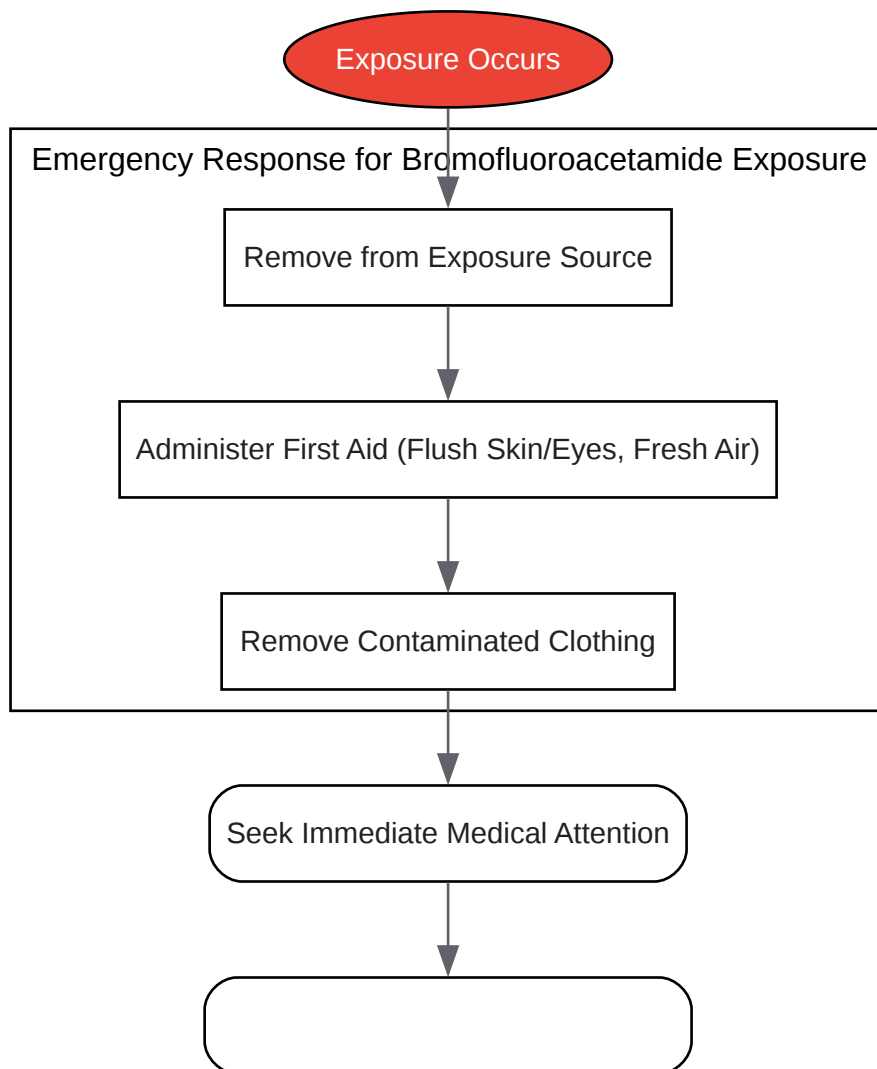 Exposure Occurs
Emergency Response for Bromofluoroacetamide Exposure
Remove from Exposure Source
Administer First Aid (Flush Skin/Eyes, Fresh Air)
Remove Contaminated Clothing
Seek Immediate Medical Attention